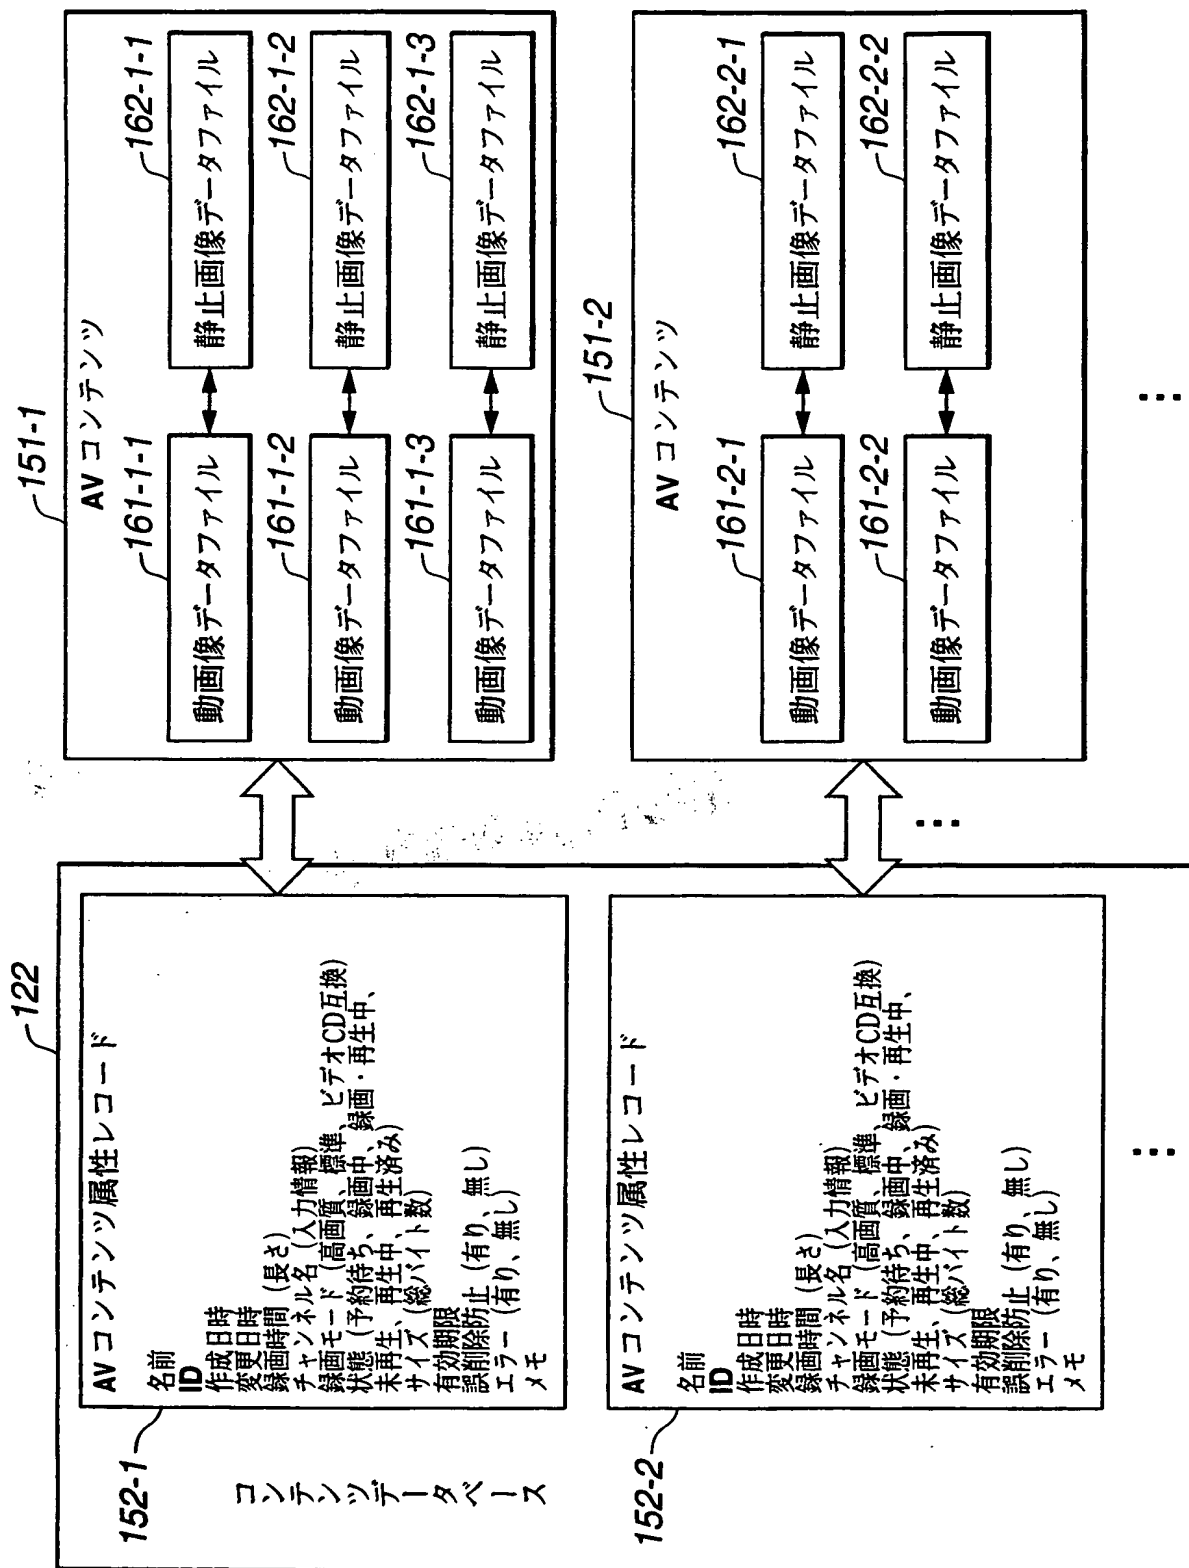 122
コンテンツデータベース
152-1
AVコンテンツ属性レコード
名前
ID
作成日時
変更日時
録画時間 (長さ)
チャンネル名 (入力情報)
録画モード (高画質、標準、ビデオCD互換)
状態 (予約待ち、録画中、録画・再生中、
未再生、再生中、再生済み)
サイズ (総バイト数)
有効期限
誤削除防止 (有り、無し)
エラー (有り、無し)
メモ
151-1
AVコンテンツ
161-1-1
動画像データファイル
162-1-1
静止画像データファイル
161-1-2
動画像データファイル
162-1-2
静止画像データファイル
161-1-3
動画像データファイル
162-1-3
静止画像データファイル
152-2
AVコンテンツ属性レコード
名前
ID
作成日時
変更日時
録画時間 (長さ)
チャンネル名 (入力情報)
録画モード (高画質、標準、ビデオCD互換)
状態 (予約待ち、録画中、録画・再生中、
未再生、再生中、再生済み)
サイズ (総バイト数)
有効期限
誤削除防止 (有り、無し)
エラー (有り、無し)
メモ
151-2
AVコンテンツ
161-2-1
動画像データファイル
162-2-1
静止画像データファイル
161-2-2
動画像データファイル
162-2-2
静止画像データファイル